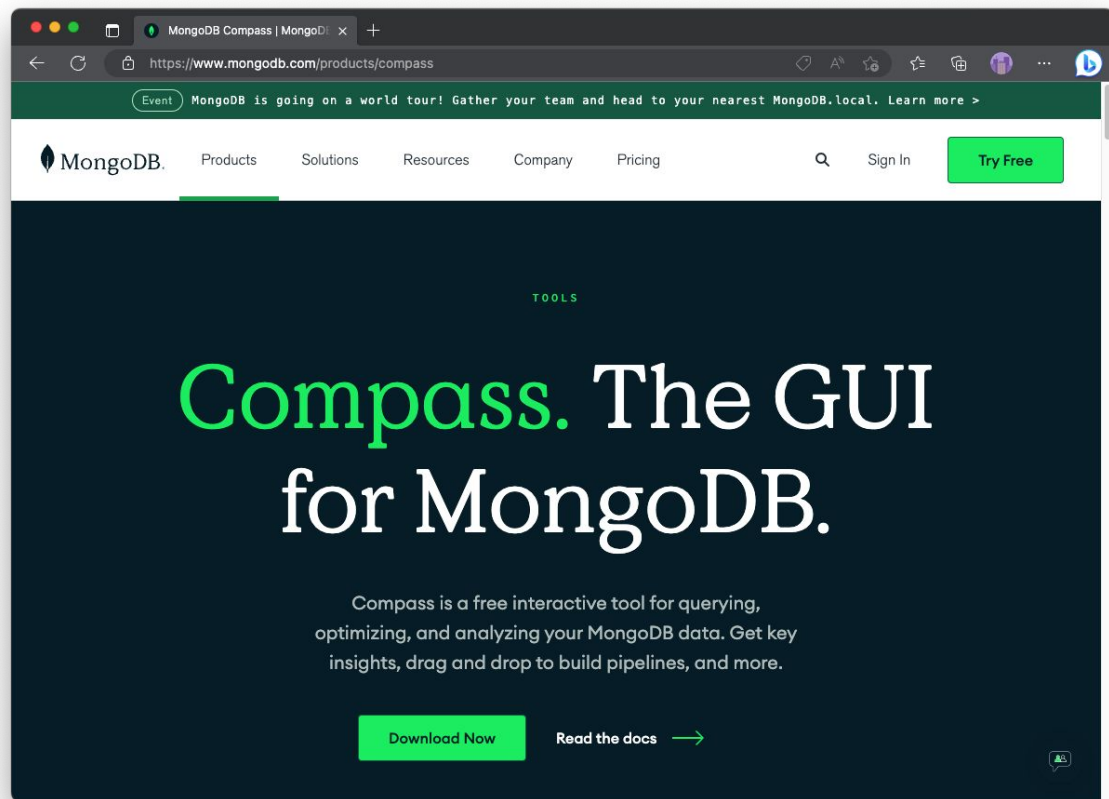 MongoDB Compass | MongoD
https://www.mongodb.com/products/compass
Event MongoDB is going on a world tour! Gather your team and head to your nearest MongoDB.local. Learn more >
MongoDB. Products Solutions Resources Company Pricing Sign In Try Free
TOOLS
Compass. The GUI
for MongoDB.
Compass is a free interactive tool for querying,
optimizing, and analyzing your MongoDB data. Get key
insights, drag and drop to build pipelines, and more.
Download Now Read the docs